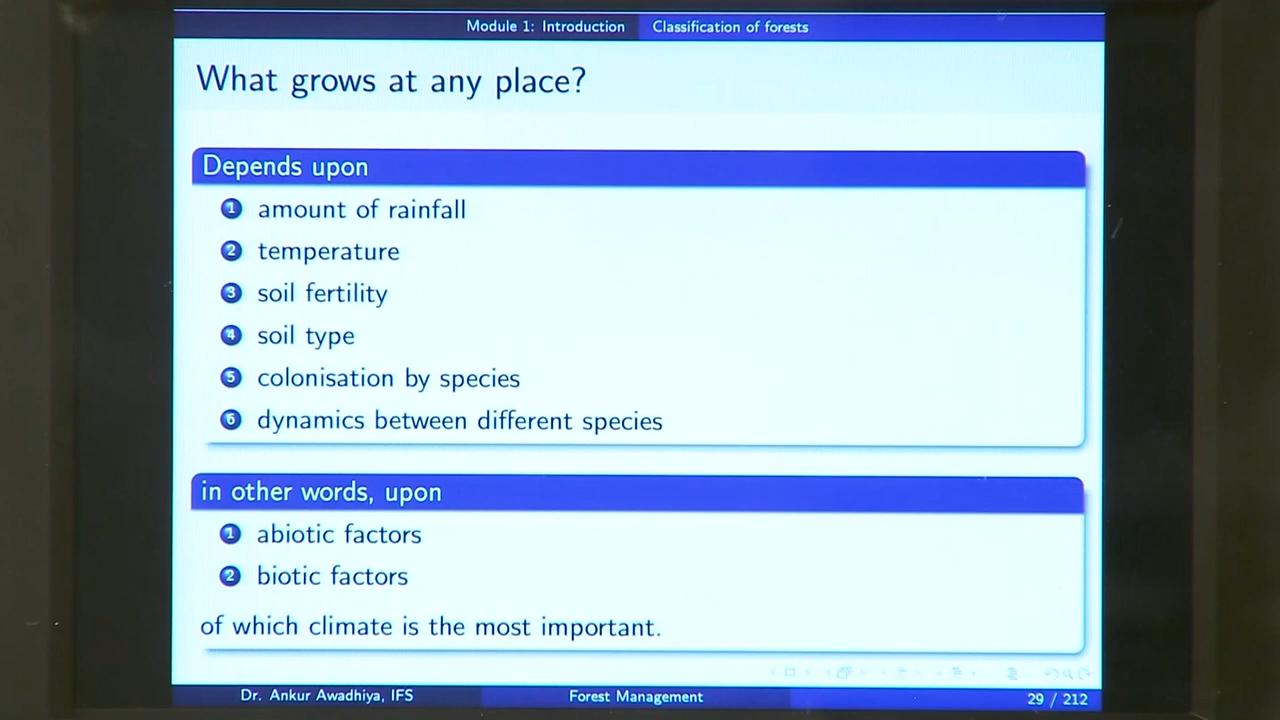 Module 1: Introduction Classification of forests
What grows at any place?
Depends upon
1 amount of rainfall
2 temperature
3 soil fertility
4 soil type
5 colonisation by species
6 dynamics between different species
in other words, upon
1 abiotic factors
2 biotic factors
of which climate is the most important.
Dr. Ankur Awadhiya, IFS Forest Management 29 / 212